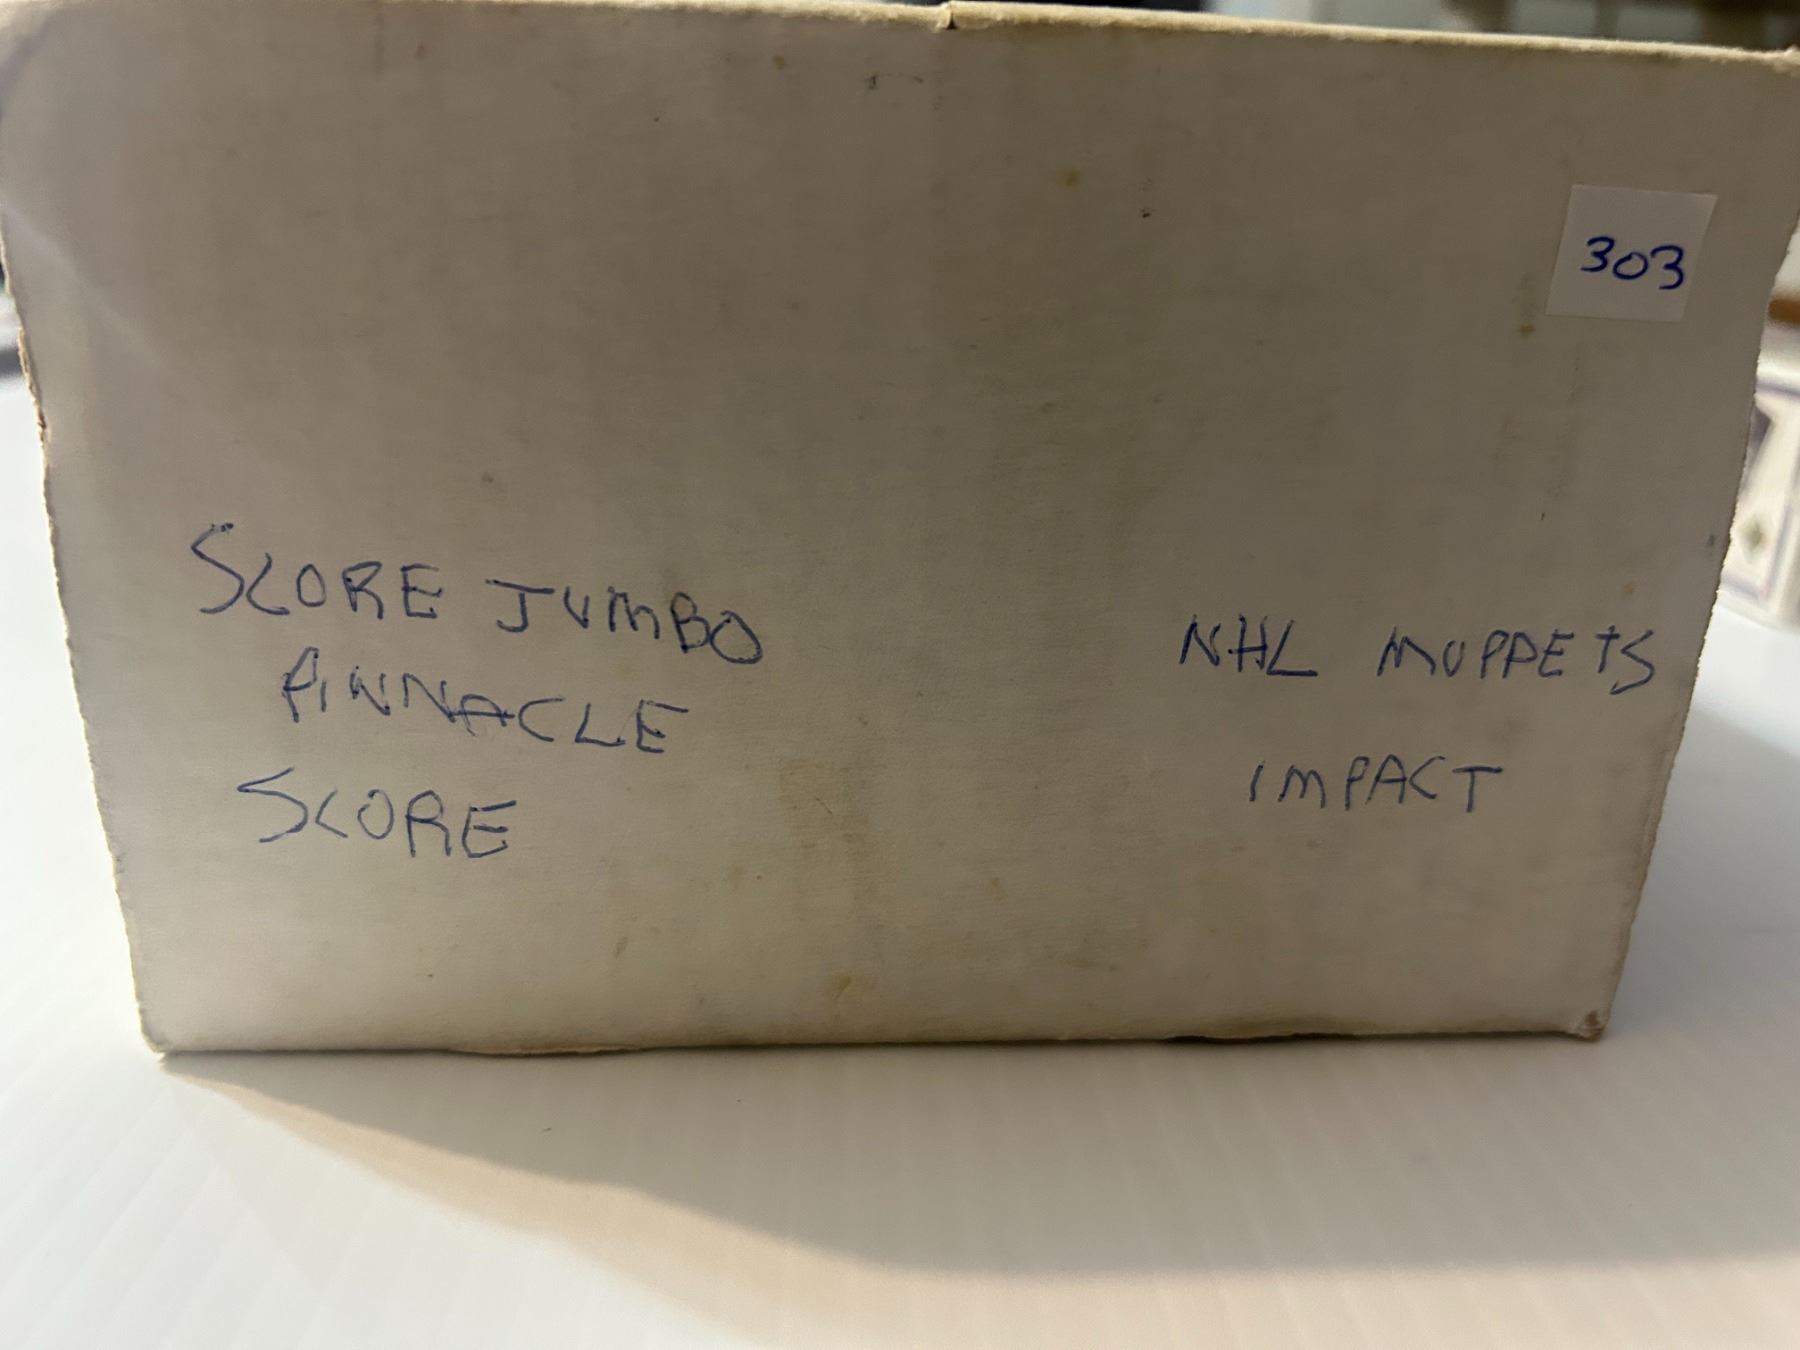 303
SCORE JUMBO
PINNACLE
SCORE
NHL MUPPETS
IMPACT